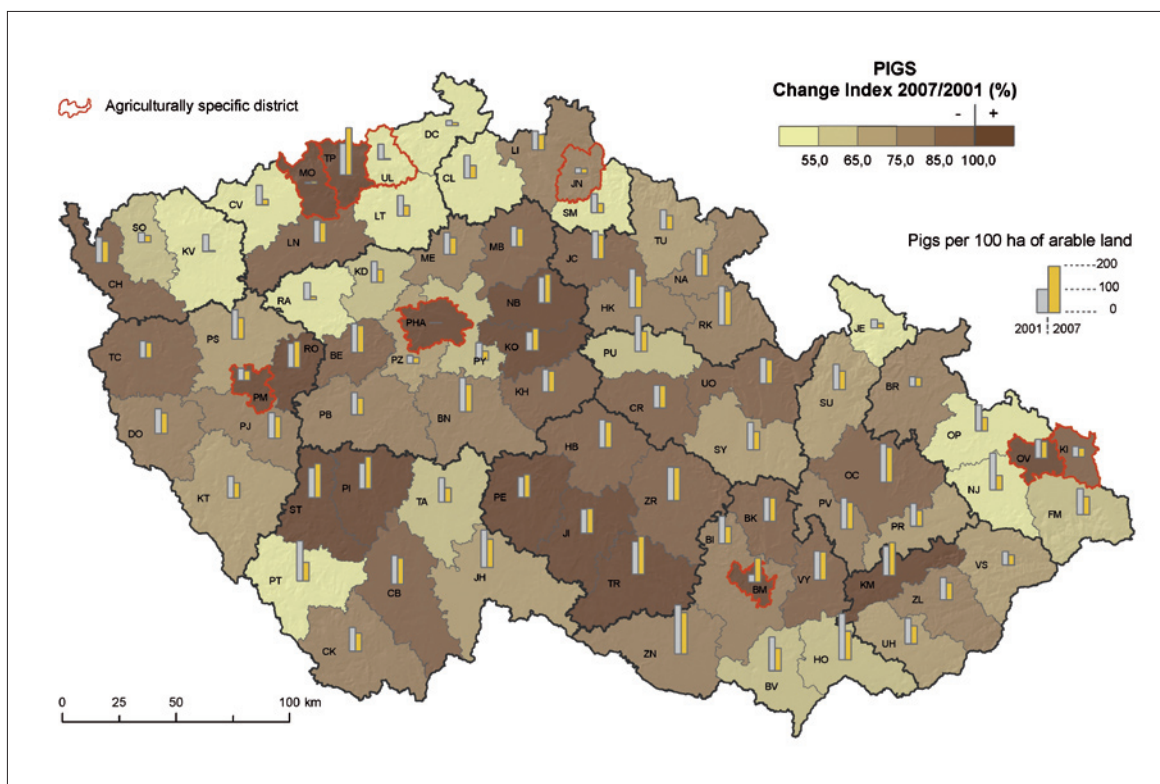 PIGS
Change Index 2007/2001 (%)
- +
55,0 65,0 75,0 85,0 100,0
Agriculturally specific district
Pigs per 100 ha of arable land
200
100
0
2001 2007
DC
LI
TP
MO
UL
CL
JN
CV
LT
SM
SO
TU
LN
KV
ME
MB
JC
NA
KD
CH
RA
NB
HK
RK
JE
PHA
PS
RO
BE
KO
PU
TC
PZ
PY
UO
BR
PM
KH
CR
SU
PB
BN
OP
DO
PJ
HB
SY
OV
KI
OC
PI
TA
PE
ZR
NJ
KT
PV
ST
BK
PR
FM
JI
BI
VS
PT
JH
TR
KM
CB
BM
VY
ZL
UH
CK
ZN
HO
BV
0 25 50 75 100 km